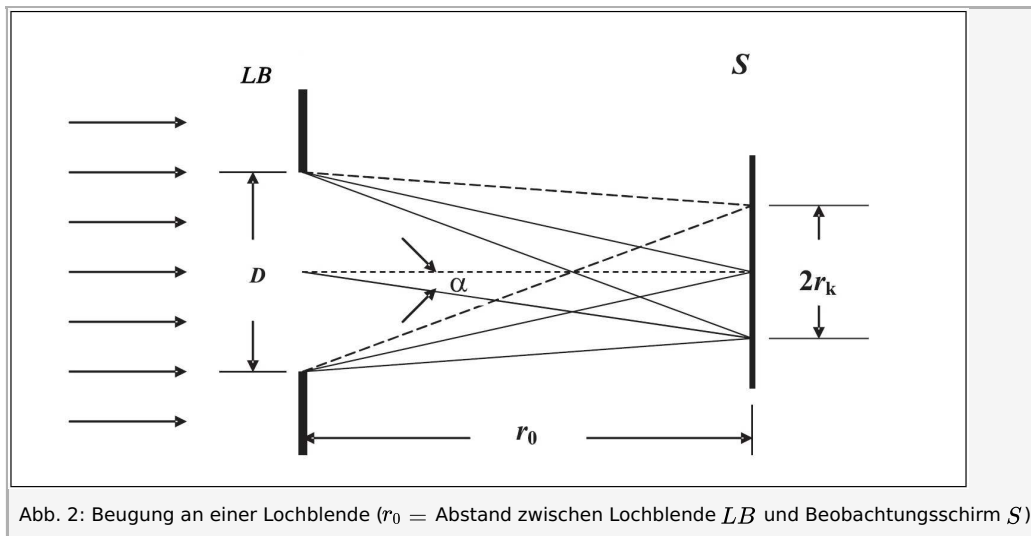 LB
S
D
α
2rk
r0
Abb. 2: Beugung an einer Lochblende (r0 = Abstand zwischen Lochblende LB und Beobachtungsschirm S)